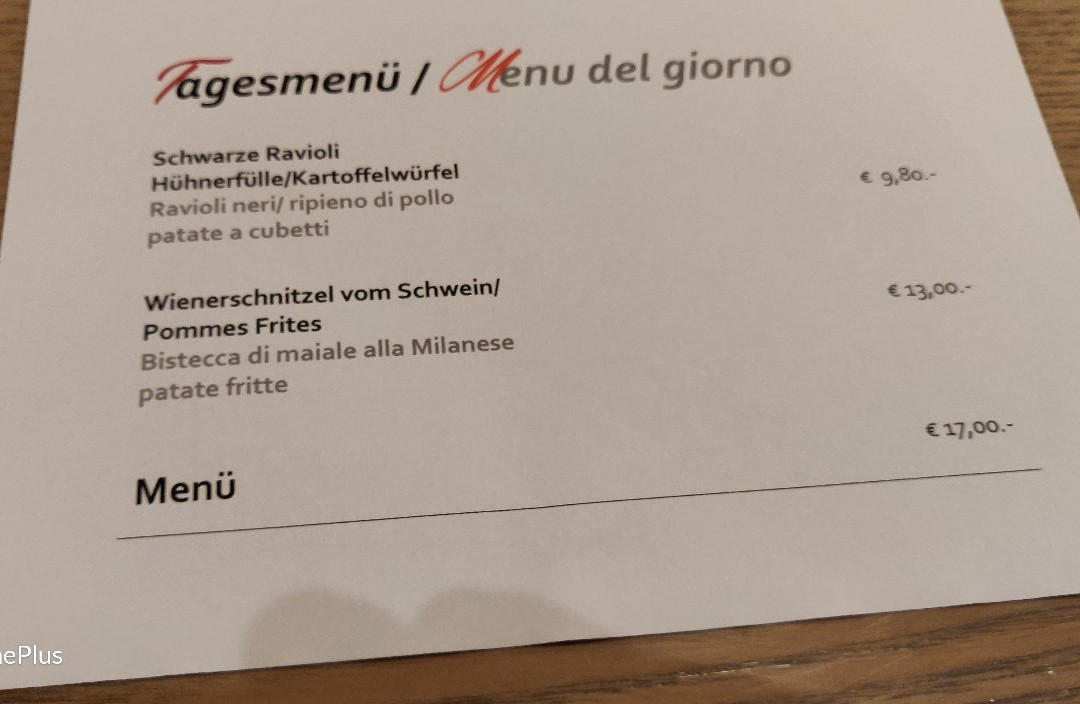 Tagesmenü / Menu del giorno
Schwarze Ravioli
Hühnerfülle/Kartoffelwürfel
€ 9,80.-
Ravioli neri/ ripieno di pollo
patate a cubetti
Wienerschnitzel vom Schwein/
€ 13,00.-
Pommes Frites
Bistecca di maiale alla Milanese
patate fritte
€ 17,00.-
Menü
ePlus